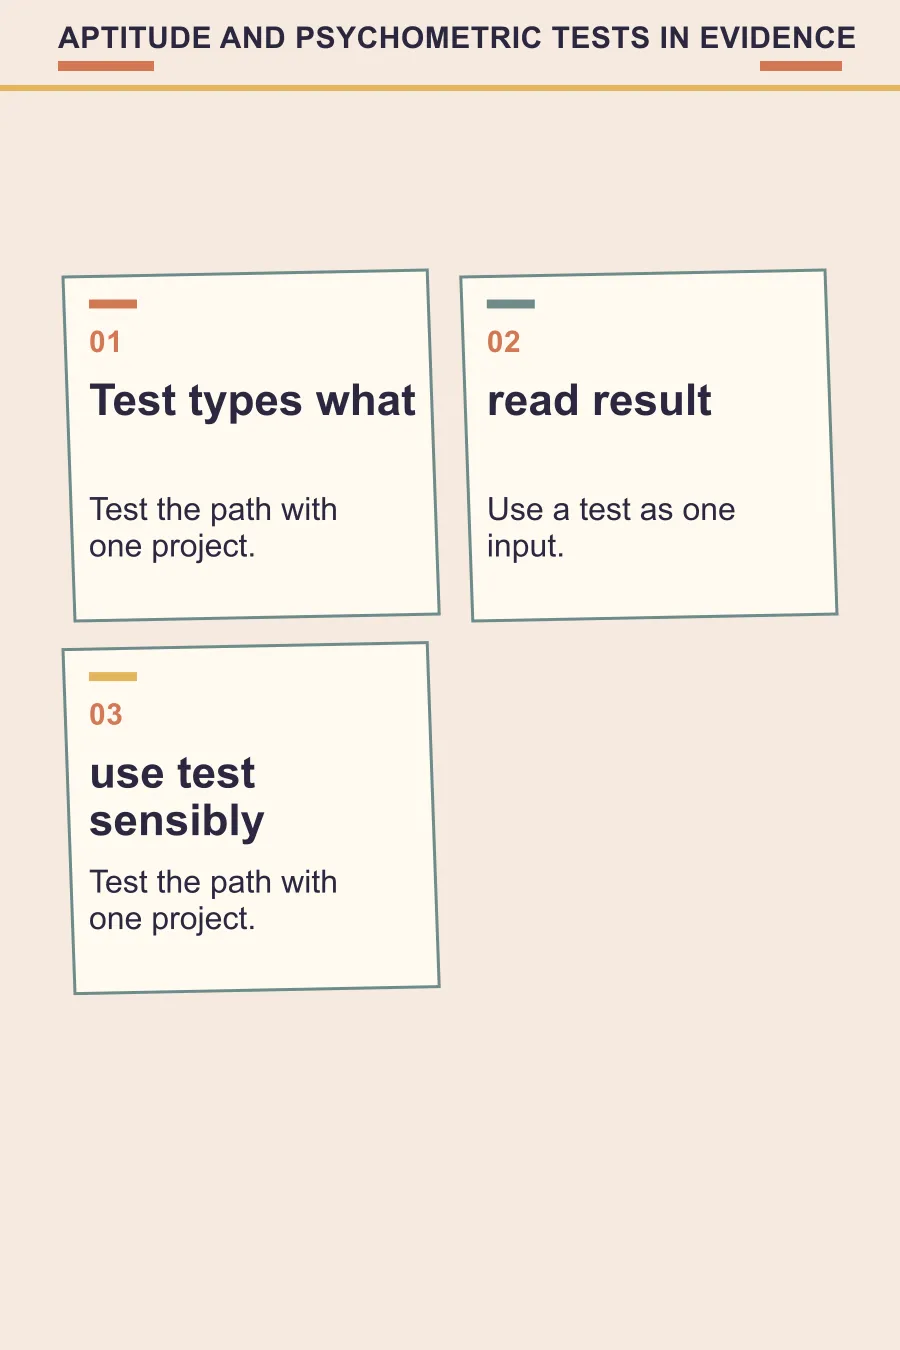 APTITUDE AND PSYCHOMETRIC TESTS IN EVIDENCE
01
Test types what
Test the path with
one project.
02
read result
Use a test as one
input.
03
use test
sensibly
Test the path with
one project.